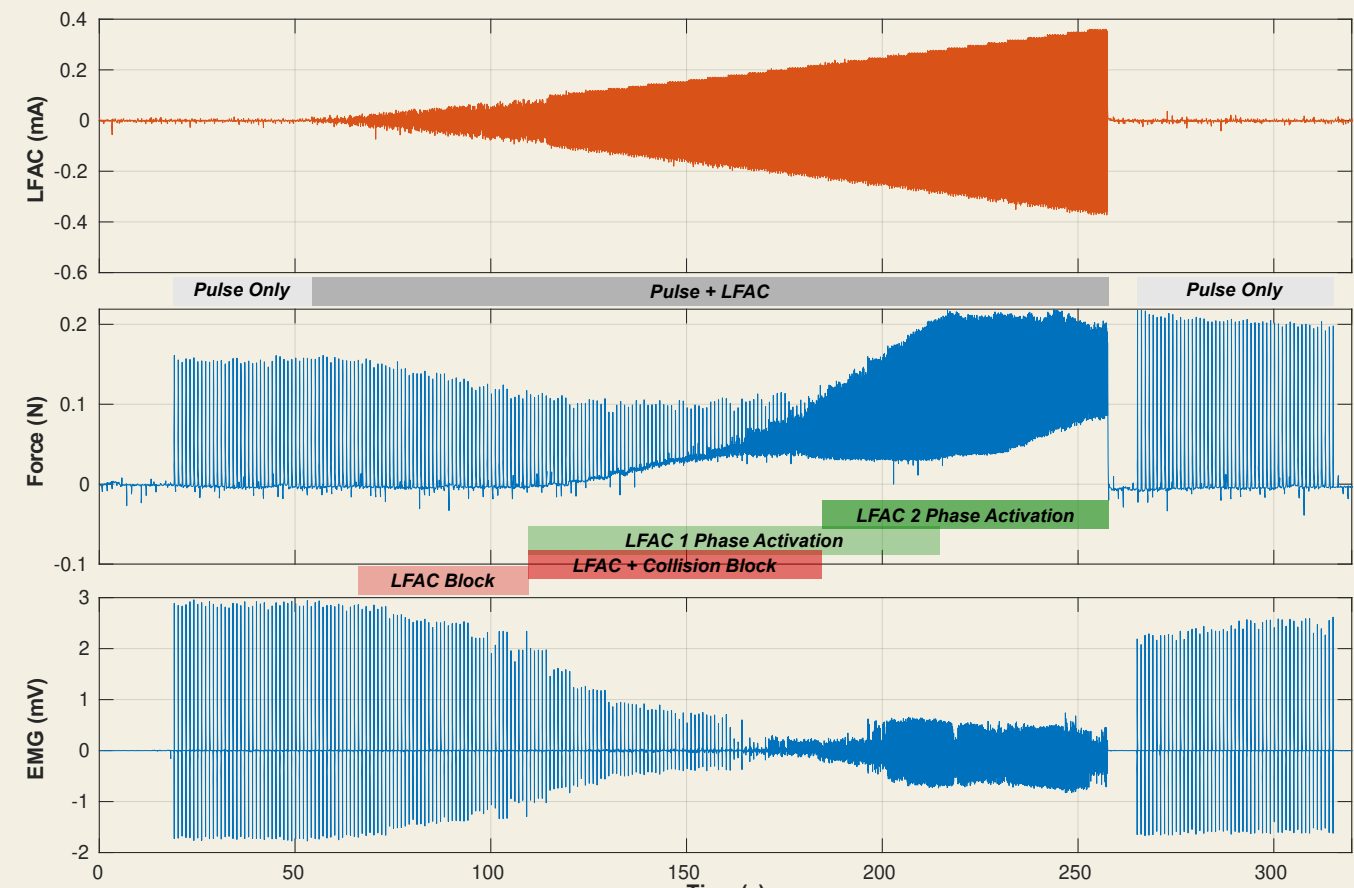 0.4
0.2
0
-0.2
-0.4
-0.6
LFAC (mA)
Pulse Only
Pulse + LFAC
Pulse Only
0.2
0.1
0
-0.1
Force (N)
LFAC 2 Phase Activation
LFAC 1 Phase Activation
LFAC + Collision Block
LFAC Block
3
2
1
0
-1
-2
EMG (mV)
0 50 100 150 200 250 300